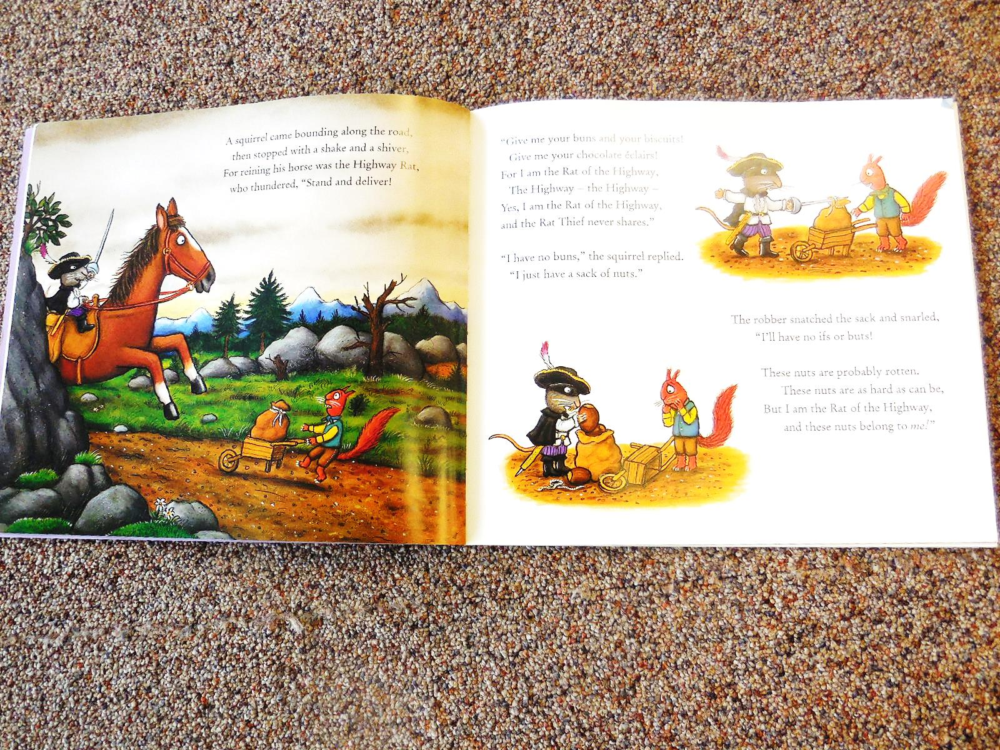 A squirrel came bounding along the road,
then stopped with a shake and a shiver,
For reining his horse was the Highway Rat,
who thundered, “Stand and deliver!
“Give me your buns and your biscuits!
Give me your chocolate éclairs!
For I am the Rat of the Highway,
The Highway – the Highway –
Yes, I am the Rat of the Highway,
and the Rat Thief never shares.”
“I have no buns,” the squirrel replied.
“I just have a sack of nuts.”
The robber snatched the sack and snarled,
“I’ll have no ifs or buts!
These nuts are probably rotten.
These nuts are as hard as can be,
But I am the Rat of the Highway,
and these nuts belong to me!”